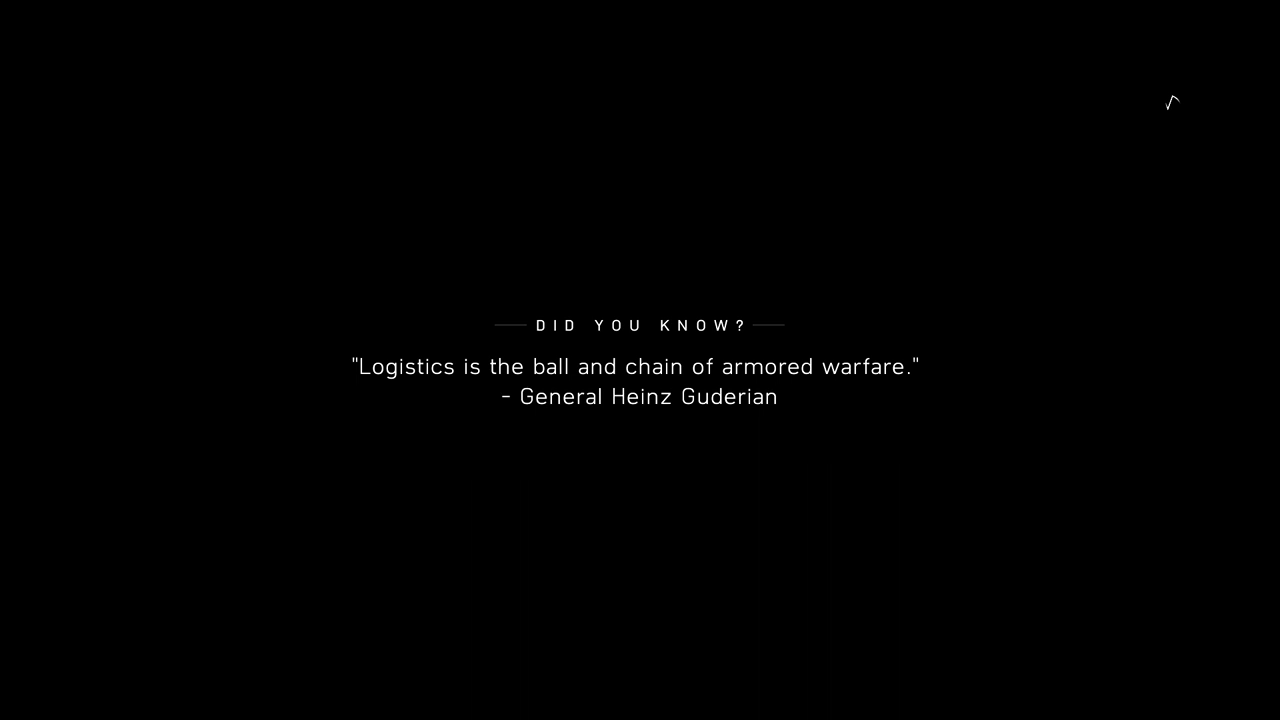 DID YOU KNOW?
"Logistics is the ball and chain of armored warfare."
- General Heinz Guderian